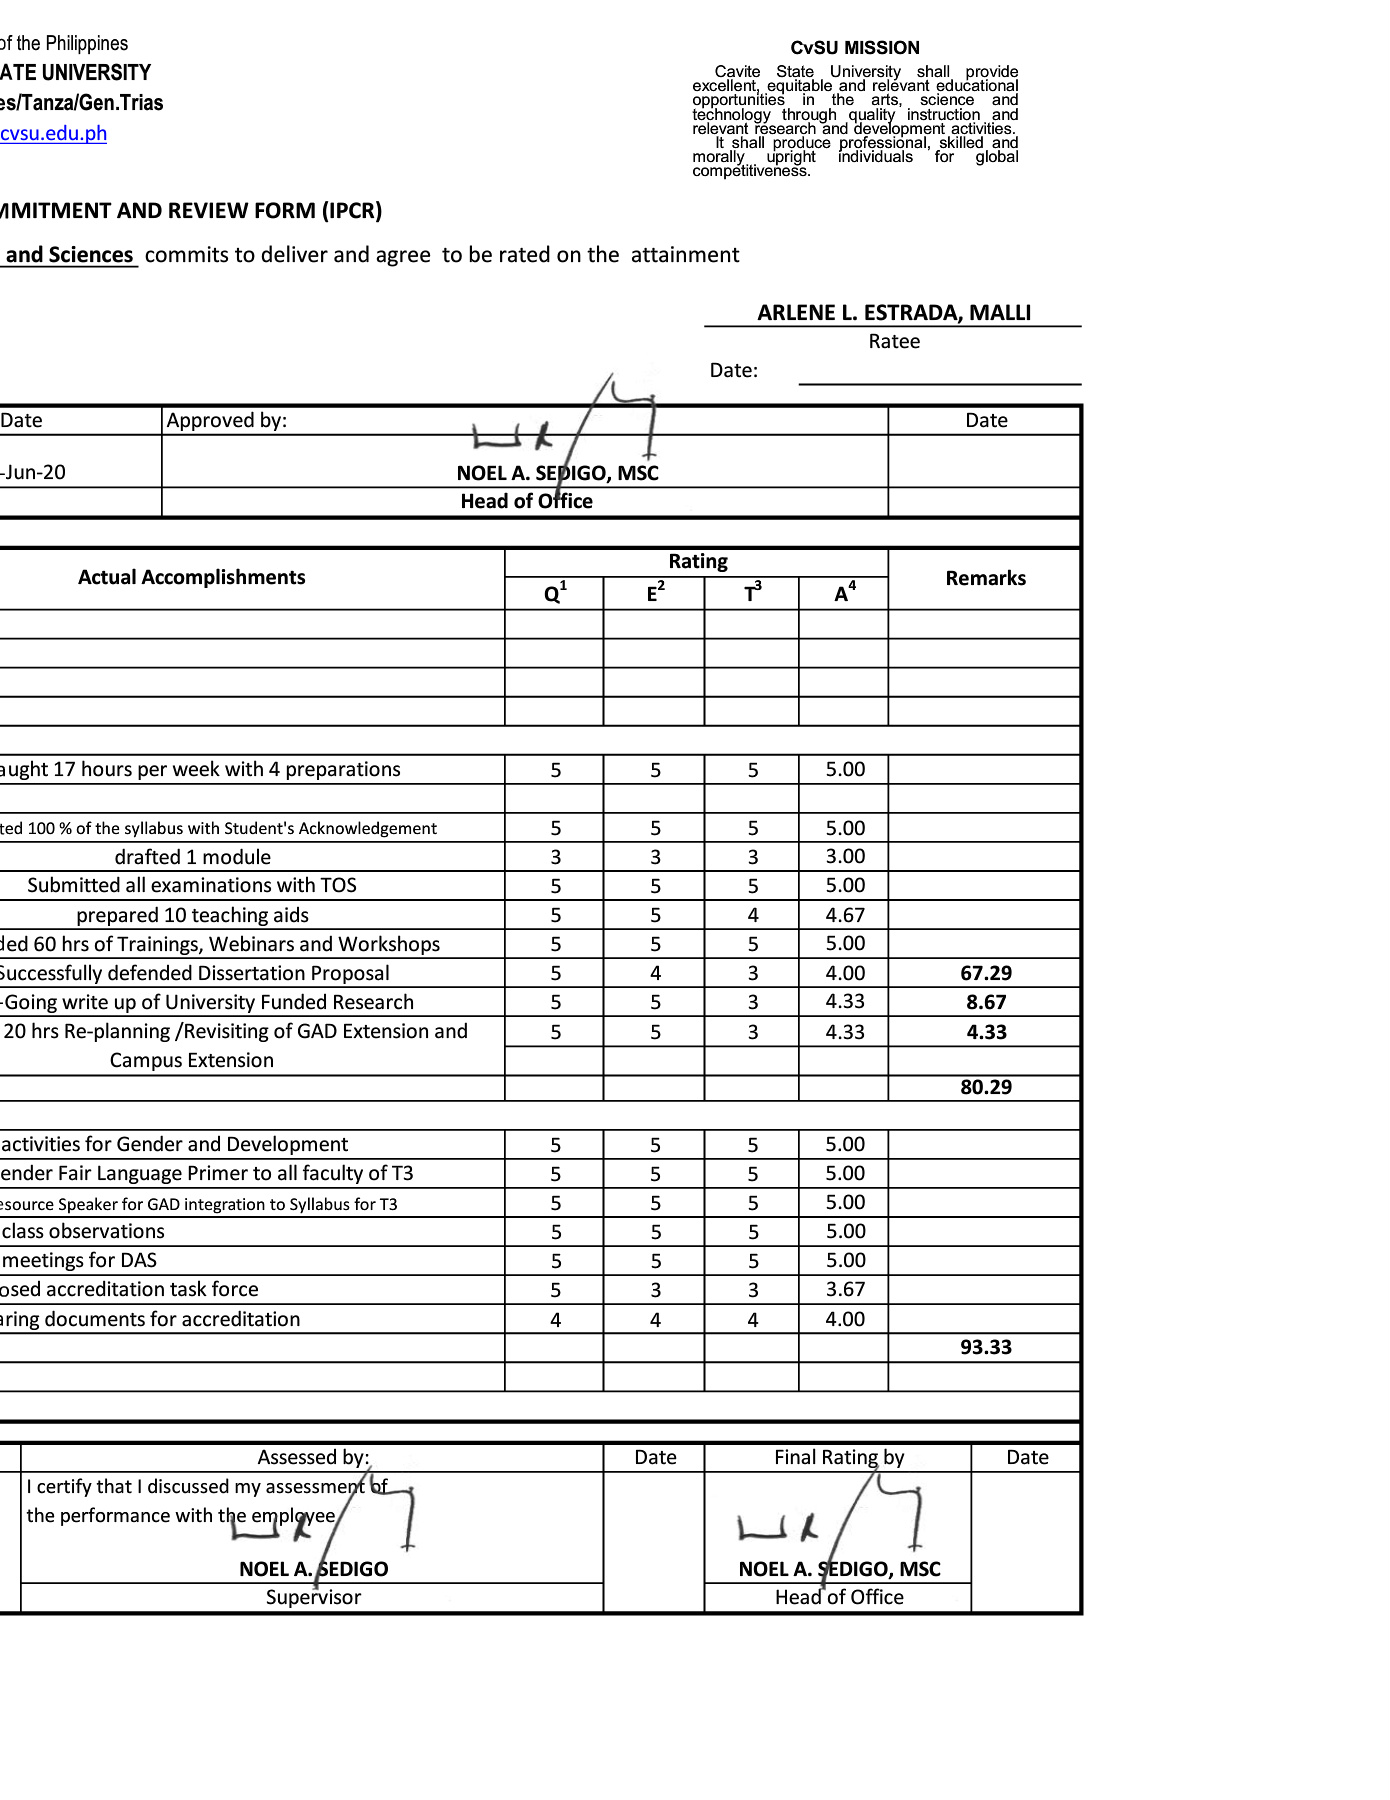 of the Philippines
ATE UNIVERSITY
es/Tanza/Gen.Trias
cvsu.edu.ph
CvSU MISSION
Cavite State University shall provide
excellent, equitable and relevant educational
opportunities in the arts, science and
technology through quality instruction and
relevant research and development activities.
It shall produce professional, skilled and
morally upright individuals for global
competitiveness.
MMITMENT AND REVIEW FORM (IPCR)
and Sciences commits to deliver and agree to be rated on the attainment
ARLENE L. ESTRADA, MALLI
Ratee
Date:
Date Approved by: Date
-Jun-20 NOEL A. SEDIGO, MSC
Head of Office
Actual Accomplishments Rating Remarks
Q1 E2 T3 A4
aught 17 hours per week with 4 preparations 5 5 5 5.00
ted 100 % of the syllabus with Student's Acknowledgement 5 5 5 5.00
drafted 1 module 3 3 3 3.00
Submitted all examinations with TOS 5 5 5 5.00
prepared 10 teaching aids 5 5 4 4.67
ded 60 hrs of Trainings, Webinars and Workshops 5 5 5 5.00
Successfully defended Dissertation Proposal 5 4 3 4.00 67.29
-Going write up of University Funded Research 5 5 3 4.33 8.67
20 hrs Re-planning /Revisiting of GAD Extension and 5 5 3 4.33 4.33
Campus Extension
80.29
activities for Gender and Development 5 5 5 5.00
ender Fair Language Primer to all faculty of T3 5 5 5 5.00
esource Speaker for GAD integration to Syllabus for T3 5 5 5 5.00
class observations 5 5 5 5.00
meetings for DAS 5 5 5 5.00
osed accreditation task force 5 3 3 3.67
aring documents for accreditation 4 4 4 4.00
93.33
Assessed by: Date Final Rating by Date
I certify that I discussed my assessment of
the performance with the employee
NOEL A. SEDIGO NOEL A. SEDIGO, MSC
Supervisor Head of Office